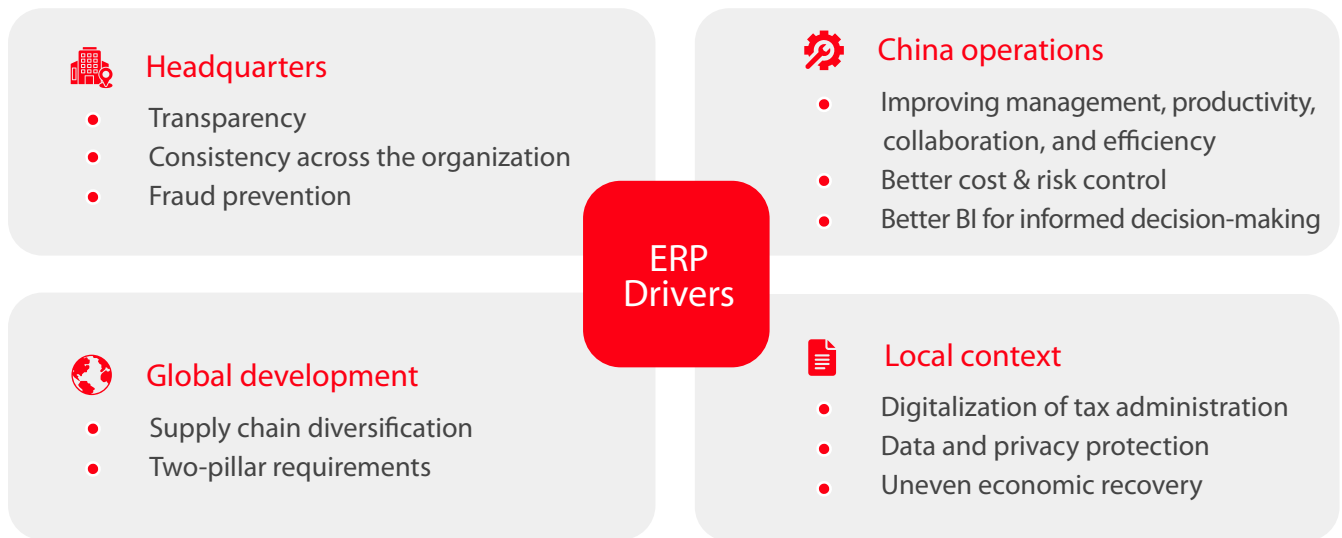 Headquarters
• Transparency
• Consistency across the organization
• Fraud prevention
China operations
• Improving management, productivity,
collaboration, and efficiency
• Better cost & risk control
• Better BI for informed decision-making
ERP
Drivers
Global development
• Supply chain diversification
• Two-pillar requirements
Local context
• Digitalization of tax administration
• Data and privacy protection
• Uneven economic recovery